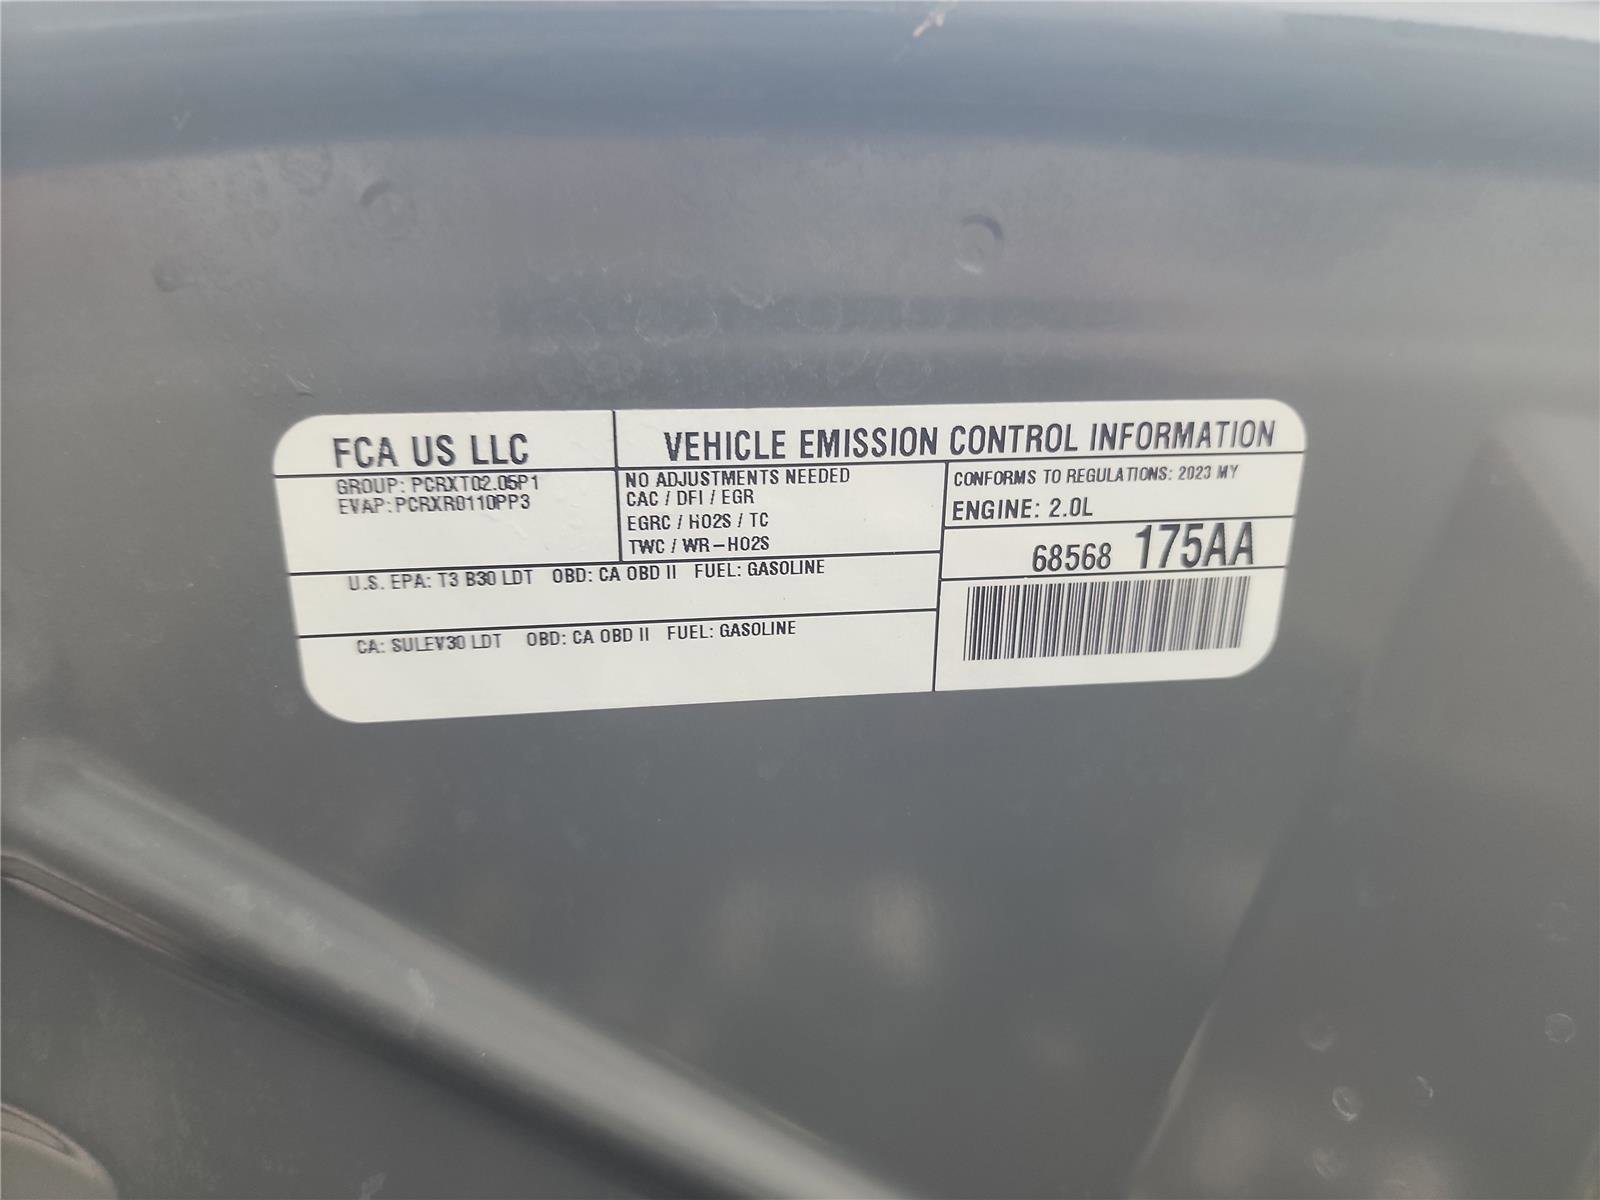 FCA US LLC
VEHICLE EMISSION CONTROL INFORMATION
GROUP: PCRXT02.05P1
EVAP: PCRXR0110PP3
NO ADJUSTMENTS NEEDED
CAC / DFI / EGR
EGRC / HO2S / TC
TWC / WR-HO2S
CONFORMS TO REGULATIONS: 2023 MY
ENGINE: 2.0L
68568 175AA
U.S. EPA: T3 B30 LDT OBD: CA OBD II FUEL: GASOLINE
CA: SULEV30 LDT OBD: CA OBD II FUEL: GASOLINE